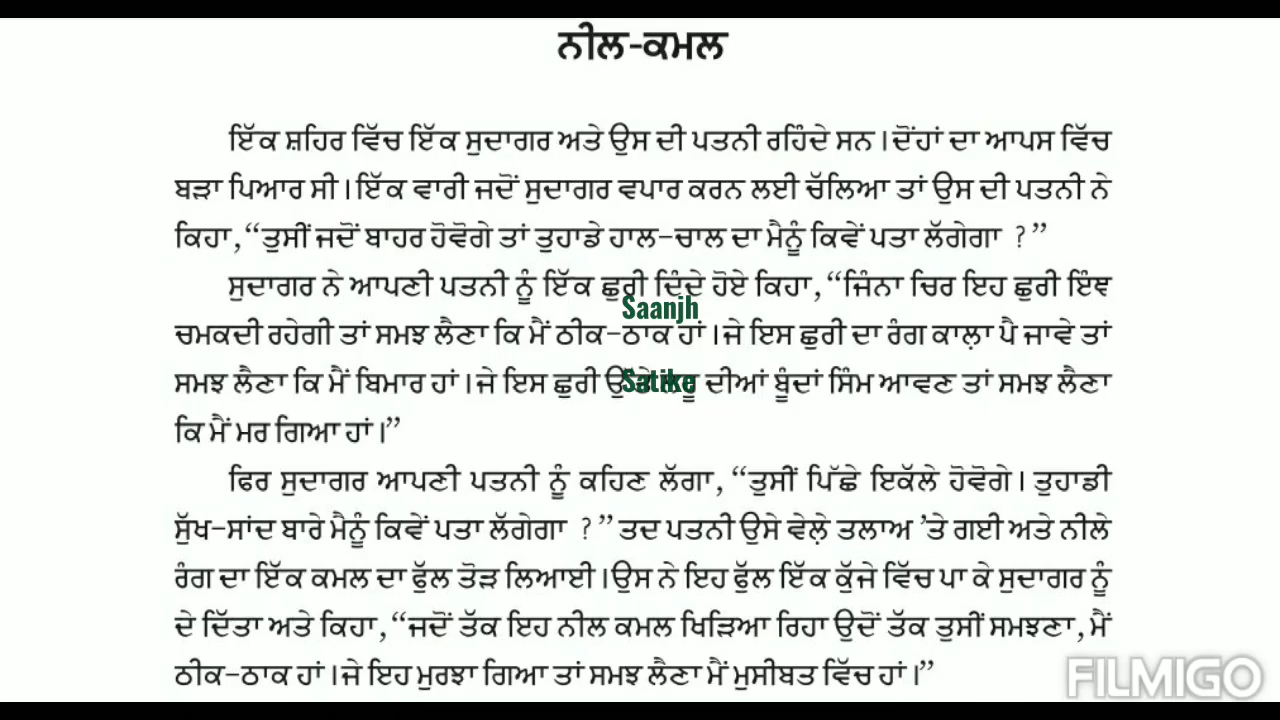 ਨੀਲ-ਕਮਲ
ਇੱਕ ਸ਼ਹਿਰ ਵਿੱਚ ਇੱਕ ਸੁਦਾਗਰ ਅਤੇ ਉਸ ਦੀ ਪਤਨੀ ਰਹਿੰਦੇ ਸਨ । ਦੋਂਹਾਂ ਦਾ ਆਪਸ ਵਿੱਚ
ਬੜਾ ਪਿਆਰ ਸੀ । ਇੱਕ ਵਾਰੀ ਜਦੋਂ ਸੁਦਾਗਰ ਵਪਾਰ ਕਰਨ ਲਈ ਚੱਲਿਆ ਤਾਂ ਉਸ ਦੀ ਪਤਨੀ ਨੇ
ਕਿਹਾ, “ਤੁਸੀਂ ਜਦੋਂ ਬਾਹਰ ਹੋਵੋਗੇ ਤਾਂ ਤੁਹਾਡੇ ਹਾਲ-ਚਾਲ ਦਾ ਮੈਨੂੰ ਕਿਵੇਂ ਪਤਾ ਲੱਗੇਗਾ ?”
ਸੁਦਾਗਰ ਨੇ ਆਪਣੀ ਪਤਨੀ ਨੂੰ ਇੱਕ ਛੁਰੀ ਦਿੰਦੇ ਹੋਏ ਕਿਹਾ, “ਜਿੰਨਾ ਚਿਰ ਇਹ ਛੁਰੀ ਇੰਞ
Saanjh
ਚਮਕਦੀ ਰਹੇਗੀ ਤਾਂ ਸਮਝ ਲੈਣਾ ਕਿ ਮੈਂ ਠੀਕ-ਠਾਕ ਹਾਂ । ਜੇ ਇਸ ਛੁਰੀ ਦਾ ਰੰਗ ਕਾਲ਼ਾ ਪੈ ਜਾਵੇ ਤਾਂ
ਸਮਝ ਲੈਣਾ ਕਿ ਮੈਂ ਬਿਮਾਰ ਹਾਂ । ਜੇ ਇਸ ਛੁਰੀ ਦੀਆਂ ਬੂੰਦਾਂ ਸਿੰਮ ਆਵਣ ਤਾਂ ਸਮਝ ਲੈਣਾ
Satike
ਕਿ ਮੈਂ ਮਰ ਗਿਆ ਹਾਂ ।”
ਫਿਰ ਸੁਦਾਗਰ ਆਪਣੀ ਪਤਨੀ ਨੂੰ ਕਹਿਣ ਲੱਗਾ, “ਤੁਸੀਂ ਪਿੱਛੇ ਇਕੱਲੇ ਹੋਵੋਗੇ । ਤੁਹਾਡੀ
ਸੁੱਖ-ਸਾਂਦ ਬਾਰੇ ਮੈਨੂੰ ਕਿਵੇਂ ਪਤਾ ਲੱਗੇਗਾ ?” ਤਦ ਪਤਨੀ ਉਸੇ ਵੇਲ਼ੇ ਤਲਾਅ ’ਤੇ ਗਈ ਅਤੇ ਨੀਲੇ
ਰੰਗ ਦਾ ਇੱਕ ਕਮਲ ਦਾ ਫੁੱਲ ਤੋੜ ਲਿਆਈ । ਉਸ ਨੇ ਇਹ ਫੁੱਲ ਇੱਕ ਕੁੱਜੇ ਵਿੱਚ ਪਾ ਕੇ ਸੁਦਾਗਰ ਨੂੰ
ਦੇ ਦਿੱਤਾ ਅਤੇ ਕਿਹਾ, “ਜਦੋਂ ਤੱਕ ਇਹ ਨੀਲ ਕਮਲ ਖਿੜਿਆ ਰਿਹਾ ਉਦੋਂ ਤੱਕ ਤੁਸੀਂ ਸਮਝਣਾ, ਮੈਂ
ਠੀਕ-ਠਾਕ ਹਾਂ । ਜੇ ਇਹ ਮੁਰਝਾ ਗਿਆ ਤਾਂ ਸਮਝ ਲੈਣਾ ਮੈਂ ਮੁਸੀਬਤ ਵਿੱਚ ਹਾਂ ।”
FILMIGO